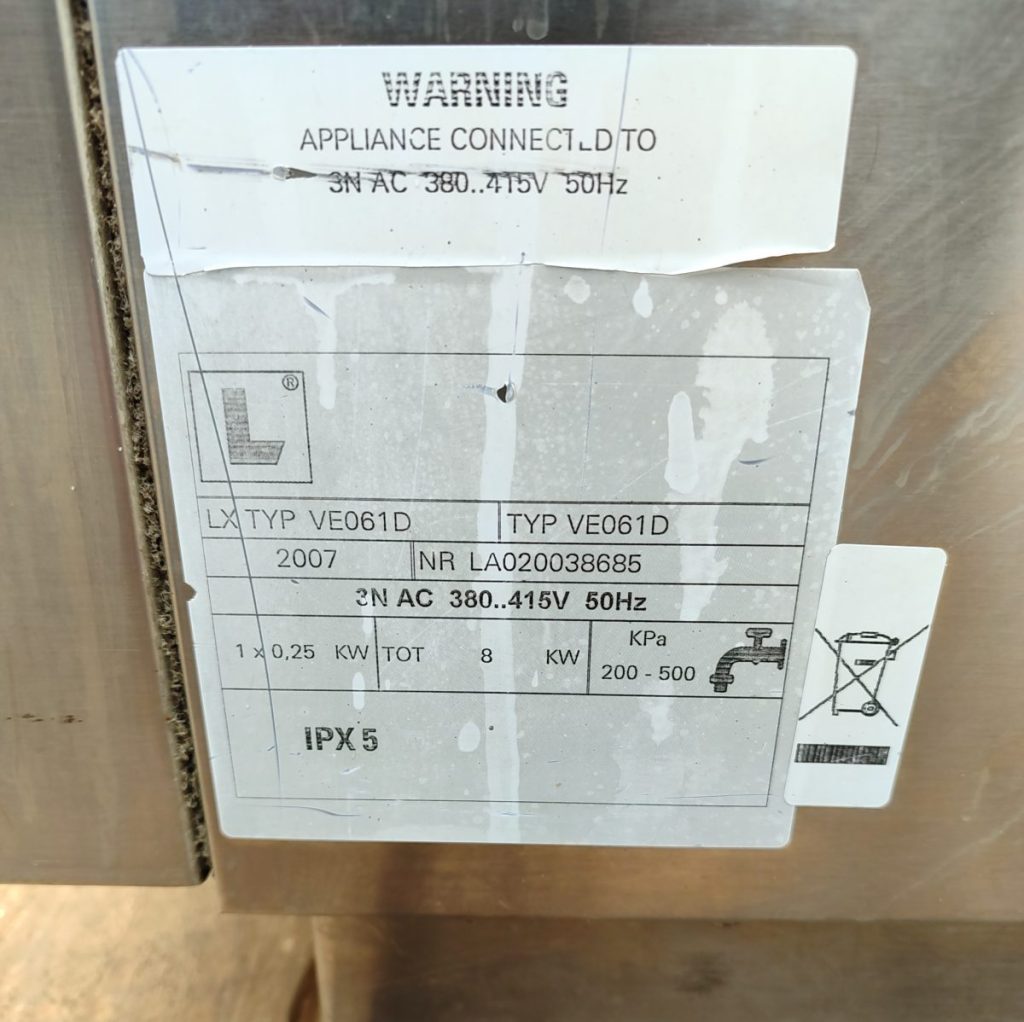 WARNING
APPLIANCE CONNECTED TO
3N AC 380..415V 50Hz
L ®
LX TYP VE061D TYP VE061D
2007 NR LA020038685
3N AC 380..415V 50Hz
1 x 0,25 KW TOT 8 KW KPa 200 - 500
IPX 5